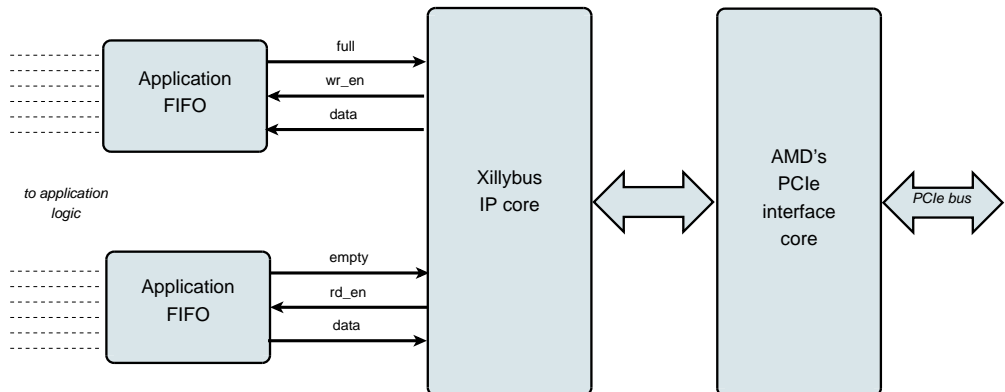 full
Application
FIFO
wr_en
data
Xillybus
IP core
AMD's
PCIe
interface
core
PCIe bus
to application
logic
empty
Application
FIFO
rd_en
data